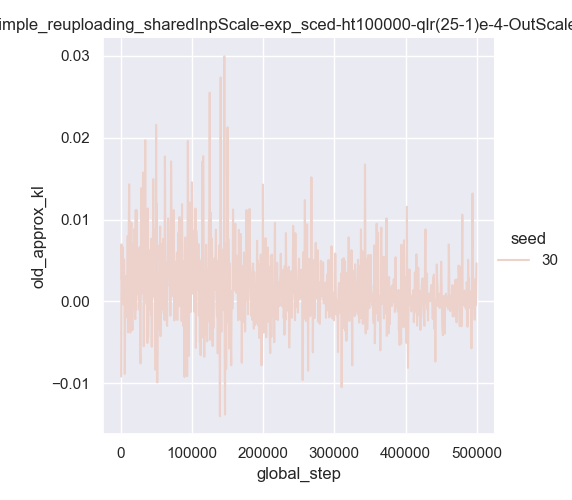 imple_reuploading_sharedInpScale-exp_sced-ht100000-qlr(25-1)e-4-OutScale
0.03
0.02
0.01
0.00
−0.01
old_approx_kl
0 100000 200000 300000 400000 500000
global_step
seed
30